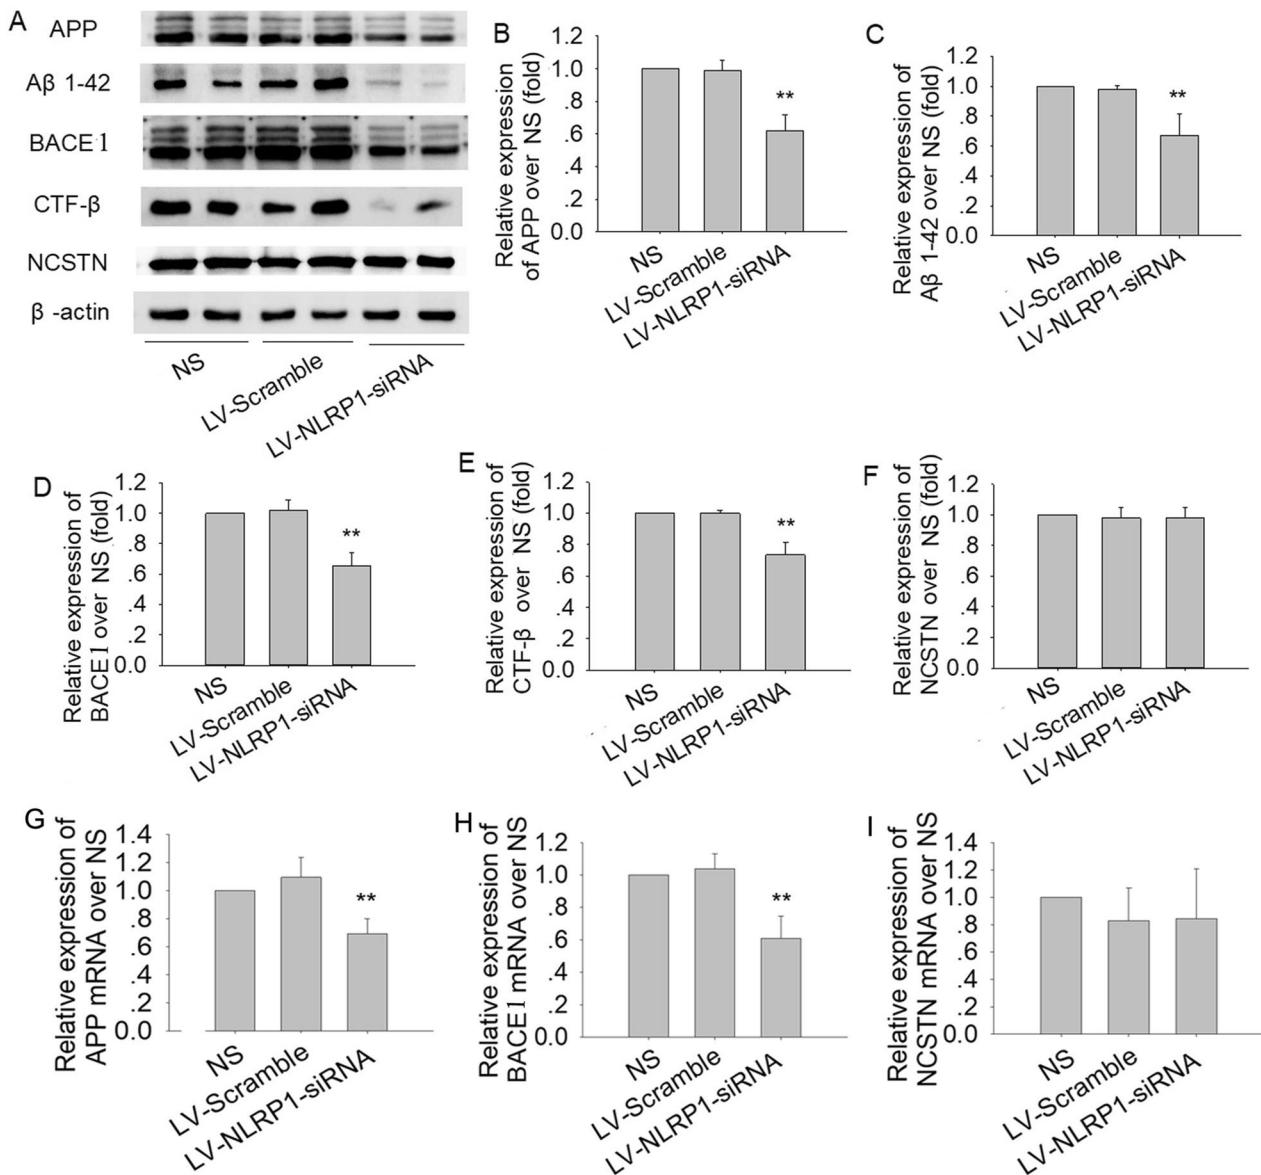 A
APP
Aβ 1-42
BACE1
CTF-β
NCSTN
β -actin
NS
LV-Scramble
LV-NLRP1-siRNA
B
Relative expression
of APP over NS (fold)
1.2
1.0
.8
.6
.4
.2
0.0
**
NS
LV-Scramble
LV-NLRP1-siRNA
C
Relative expression of
Aβ 1-42 over NS (fold)
1.2
1.0
.8
.6
.4
.2
0.0
**
NS
LV-Scramble
LV-NLRP1-siRNA
D
Relative expression of
BACE1 over NS (fold)
1.2
1.0
.8
.6
.4
.2
0.0
**
NS
LV-Scramble
LV-NLRP1-siRNA
E
Relative expression of
CTF-β over NS (fold)
1.2
1.0
.8
.6
.4
.2
0.0
**
NS
LV-Scramble
LV-NLRP1-siRNA
F
Relative expression of
NCSTN over NS (fold)
1.2
1.0
.8
.6
.4
.2
0.0
NS
LV-Scramble
LV-NLRP1-siRNA
G
Relative expression of
APP mRNA over NS
1.4
1.2
1.0
0.8
0.6
0.4
0.2
0.0
**
NS
LV-Scramble
LV-NLRP1-siRNA
H
Relative expression of
BACE1 mRNA over NS
1.2
1.0
.8
.6
.4
.2
0.0
**
NS
LV-Scramble
LV-NLRP1-siRNA
I
Relative expression of
NCSTN mRNA over NS
1.4
1.2
1.0
.8
.6
.4
.2
0.0
NS
LV-Scramble
LV-NLRP1-siRNA